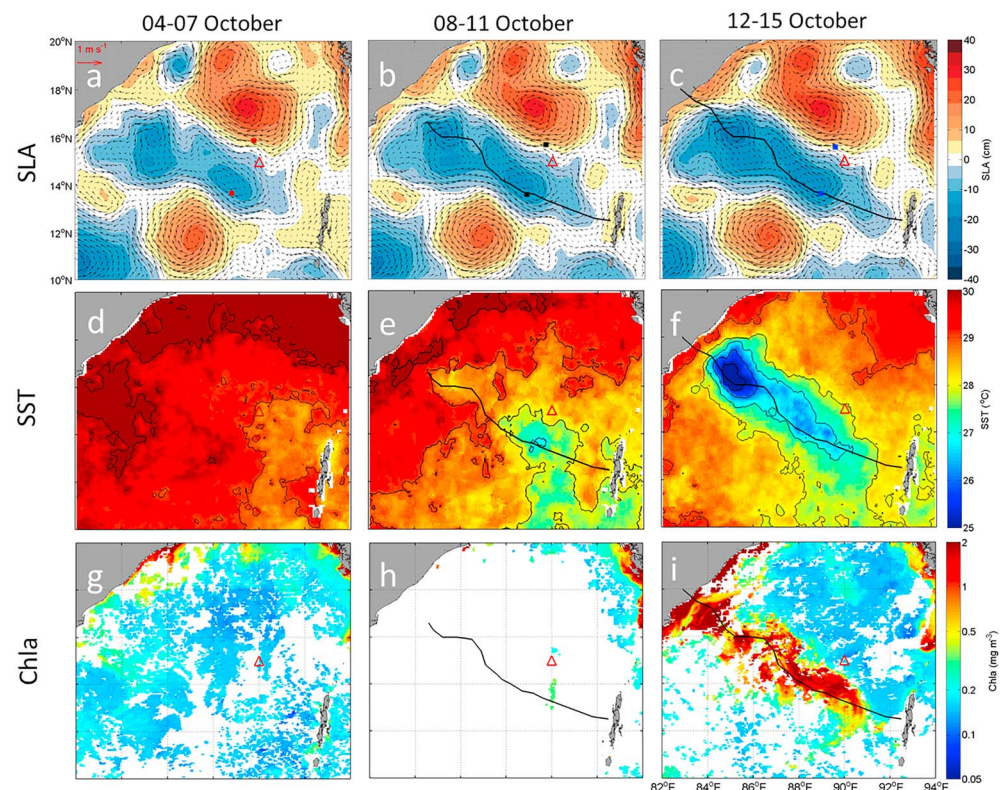 04-07 October
08-11 October
12-15 October
SLA
20°N
18°N
16°N
14°N
12°N
10°N
1 m s-1
a
b
c
40
30
20
10
0
-10
-20
-30
-40
SLA (cm)
SST
d
e
f
30
29
28
27
26
25
SST (°C)
Chla
g
h
i
2
1
0.5
0.2
0.1
0.05
Chla (mg m-3)
82°E
84°E
86°E
88°E
90°E
92°E
94°E